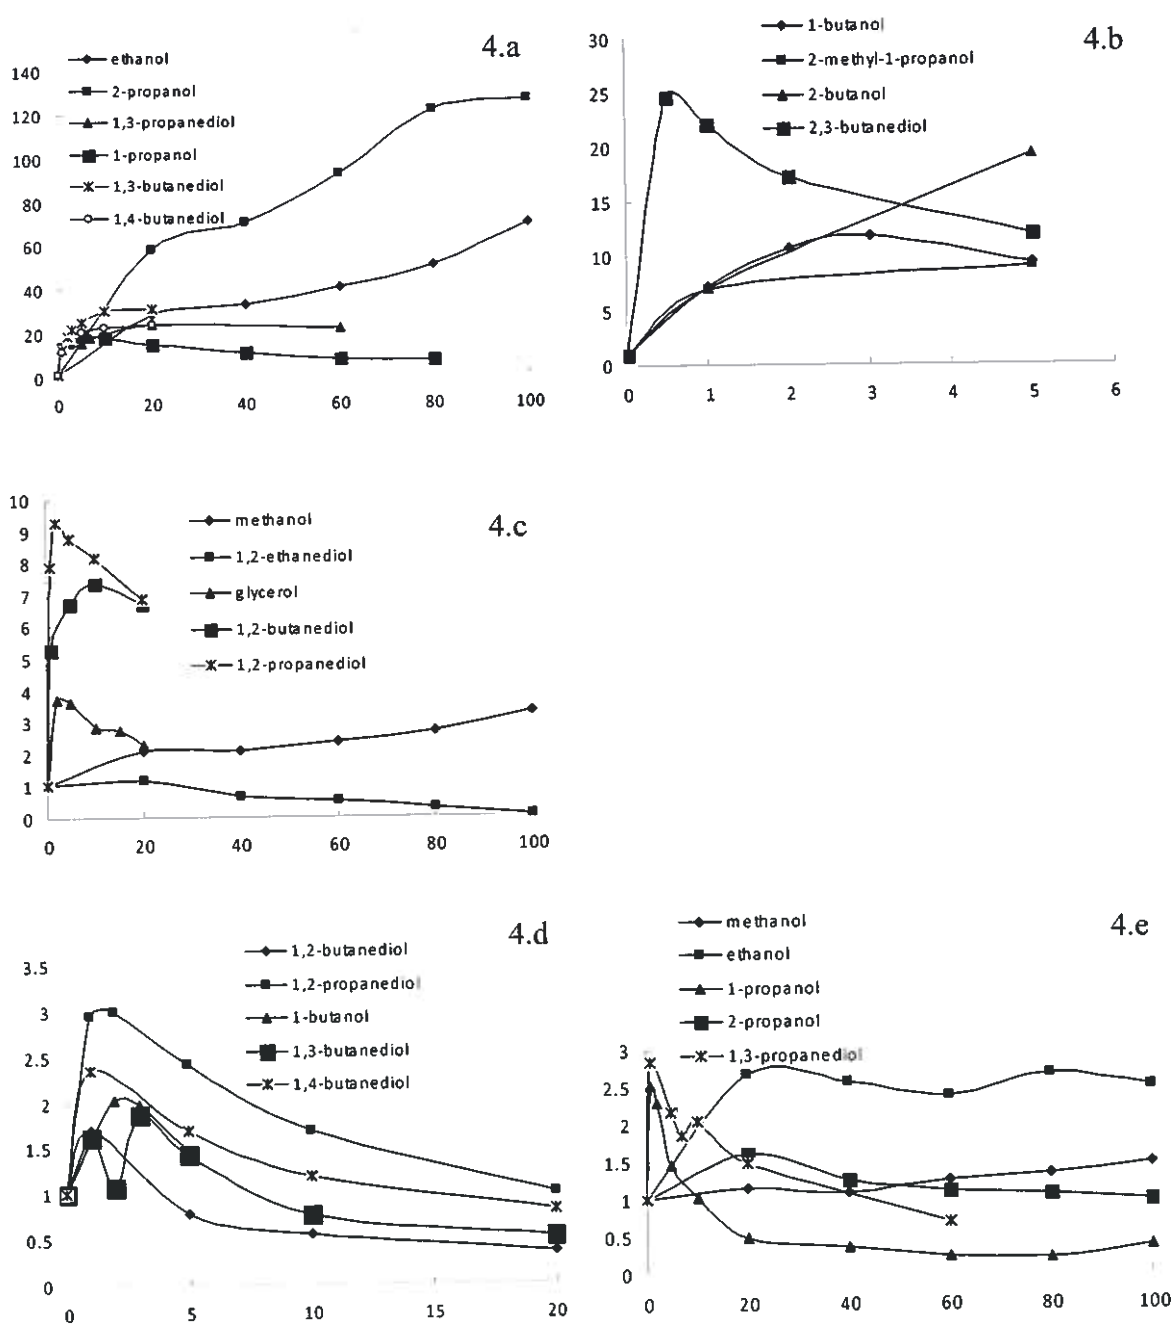 4.a
ethanol
2-propanol
1,3-propanediol
1-propanol
1,3-butanediol
1,4-butanediol
140
120
100
80
60
40
20
0
0 20 40 60 80 100
4.b
1-butanol
2-methyl-1-propanol
2-butanol
2,3-butanediol
30
25
20
15
10
5
0
0 1 2 3 4 5 6
4.c
methanol
1,2-ethanediol
glycerol
1,2-butanediol
1,2-propanediol
10
9
8
7
6
5
4
3
2
1
0
0 20 40 60 80 100
4.d
1,2-butanediol
1,2-propanediol
1-butanol
1,3-butanediol
1,4-butanediol
3.5
3
2.5
2
1.5
1
0.5
0
0 5 10 15 20
4.e
methanol
ethanol
1-propanol
2-propanol
1,3-propanediol
3
2.5
2
1.5
1
0.5
0
0 20 40 60 80 100